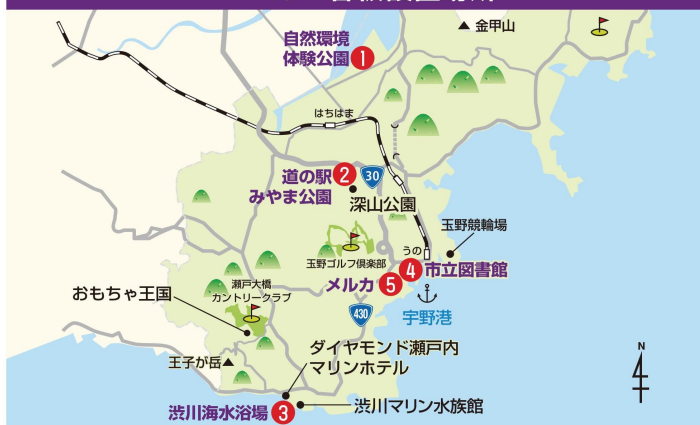 金甲山
自然環境
体験公園 1
はちはま
道の駅 2
みやま公園
30
深山公園
玉野競輪場
うの
玉野ゴルフ倶楽部
4 市立図書館
メルカ 5
瀬戸大橋
カントリークラブ
おもちゃ王国
宇野港
430
ダイヤモンド瀬戸内
マリンホテル
王子が岳
N
渋川海水浴場 3
渋川マリン水族館